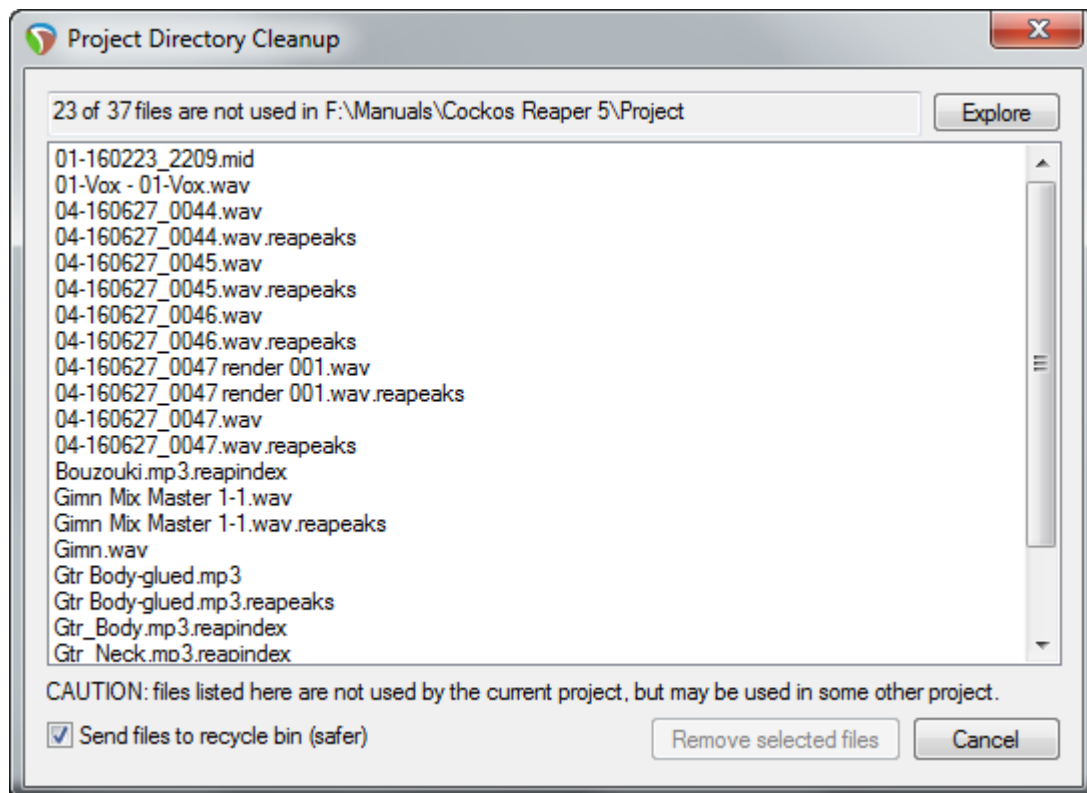 Project Directory Cleanup
23 of 37 files are not used in F:\Manuals\Cockos Reaper 5\Project
Explore
01-160223_2209.mid
01-Vox - 01-Vox.wav
04-160627_0044.wav
04-160627_0044.wav.reapeaks
04-160627_0045.wav
04-160627_0045.wav.reapeaks
04-160627_0046.wav
04-160627_0046.wav.reapeaks
04-160627_0047 render 001.wav
04-160627_0047 render 001.wav.reapeaks
04-160627_0047.wav
04-160627_0047.wav.reapeaks
Bouzouki.mp3.reapindex
Gimn Mix Master 1-1.wav
Gimn Mix Master 1-1.wav.reapeaks
Gimn.wav
Gtr Body-glued.mp3
Gtr Body-glued.mp3.reapeaks
Gtr_Body.mp3.reapindex
Gtr_Neck.mp3.reapindex
CAUTION: files listed here are not used by the current project, but may be used in some other project.
Send files to recycle bin (safer)
Remove selected files
Cancel